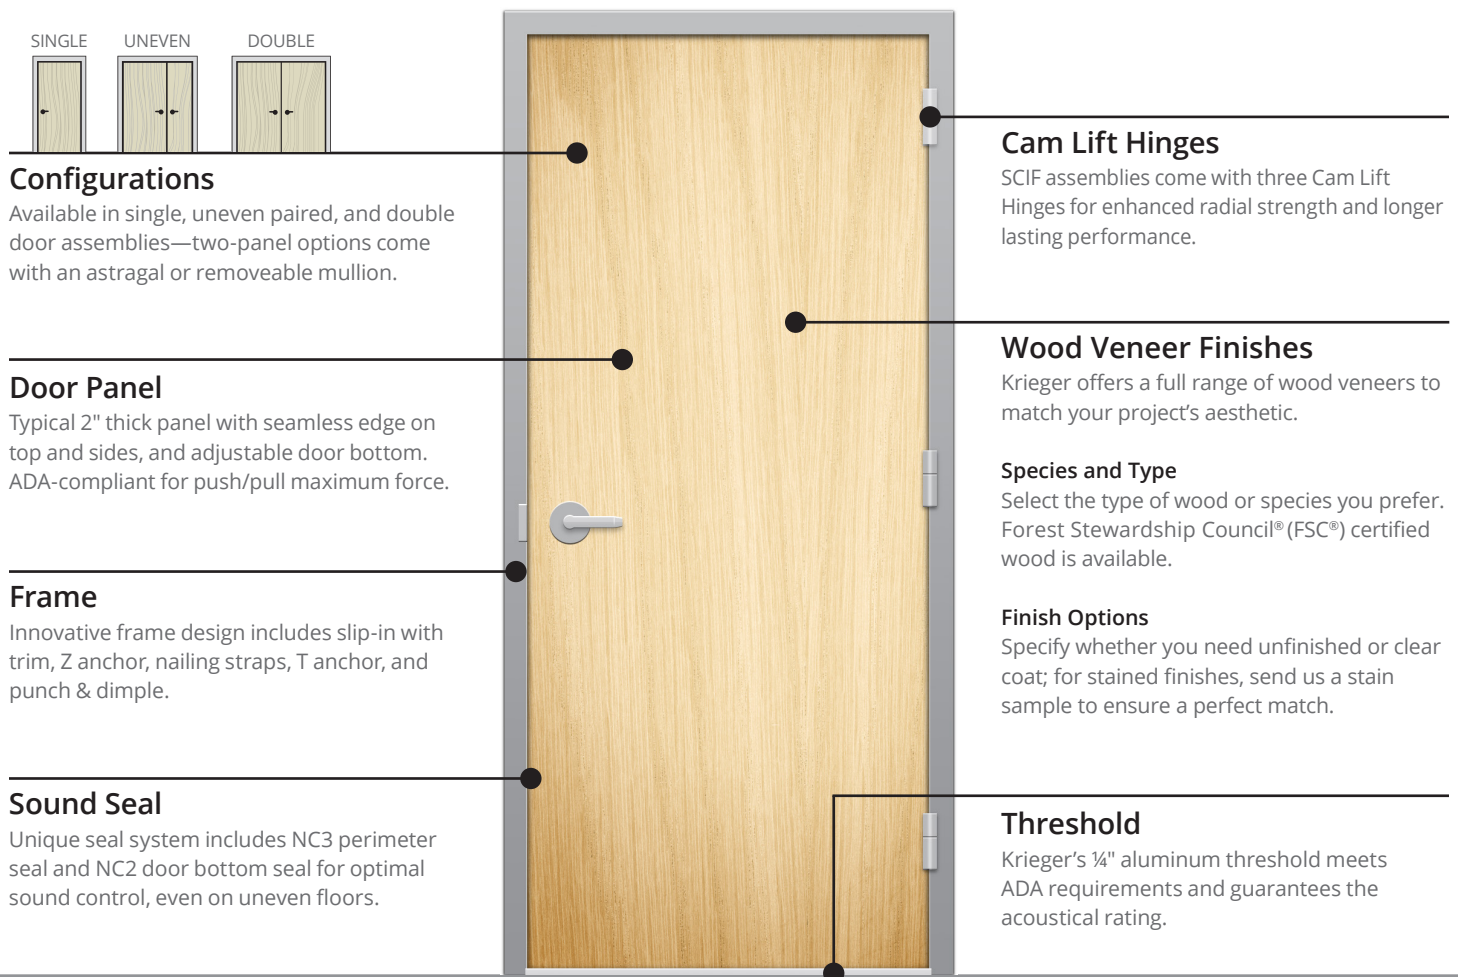 SINGLE UNEVEN DOUBLE
Configurations
Available in single, uneven paired, and double
door assemblies—two-panel options come
with an astragal or removeable mullion.
Door Panel
Typical 2" thick panel with seamless edge on
top and sides, and adjustable door bottom.
ADA-compliant for push/pull maximum force.
Frame
Innovative frame design includes slip-in with
trim, Z anchor, nailing straps, T anchor, and
punch & dimple.
Sound Seal
Unique seal system includes NC3 perimeter
seal and NC2 door bottom seal for optimal
sound control, even on uneven floors.
Cam Lift Hinges
SCIF assemblies come with three Cam Lift
Hinges for enhanced radial strength and longer
lasting performance.
Wood Veneer Finishes
Krieger offers a full range of wood veneers to
match your project’s aesthetic.
Species and Type
Select the type of wood or species you prefer.
Forest Stewardship Council® (FSC®) certified
wood is available.
Finish Options
Specify whether you need unfinished or clear
coat; for stained finishes, send us a stain
sample to ensure a perfect match.
Threshold
Krieger’s ¼" aluminum threshold meets
ADA requirements and guarantees the
acoustical rating.